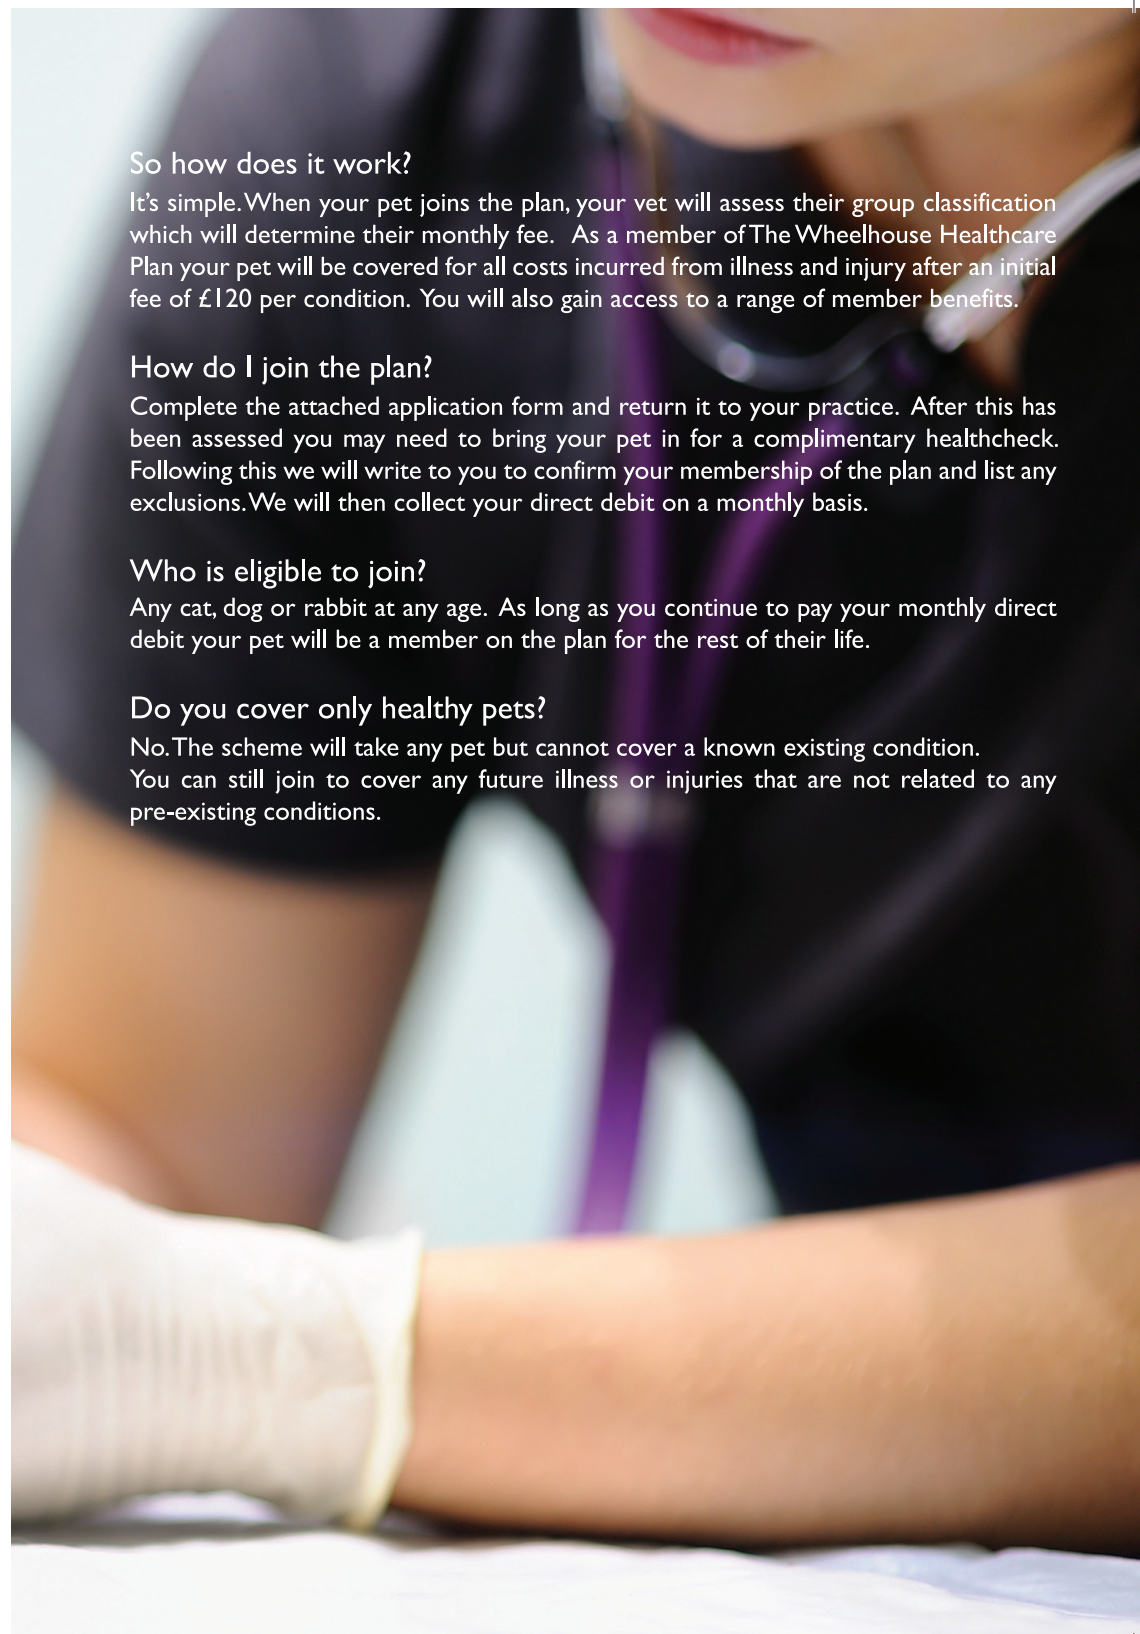 So how does it work?
It's simple. When your pet joins the plan, your vet will assess their group classification
which will determine their monthly fee. As a member of The Wheelhouse Healthcare
Plan your pet will be covered for all costs incurred from illness and injury after an initial
fee of £120 per condition. You will also gain access to a range of member benefits.
How do I join the plan?
Complete the attached application form and return it to your practice. After this has
been assessed you may need to bring your pet in for a complimentary healthcheck.
Following this we will write to you to confirm your membership of the plan and list any
exclusions. We will then collect your direct debit on a monthly basis.
Who is eligible to join?
Any cat, dog or rabbit at any age. As long as you continue to pay your monthly direct
debit your pet will be a member on the plan for the rest of their life.
Do you cover only healthy pets?
No. The scheme will take any pet but cannot cover a known existing condition.
You can still join to cover any future illness or injuries that are not related to any
pre-existing conditions.